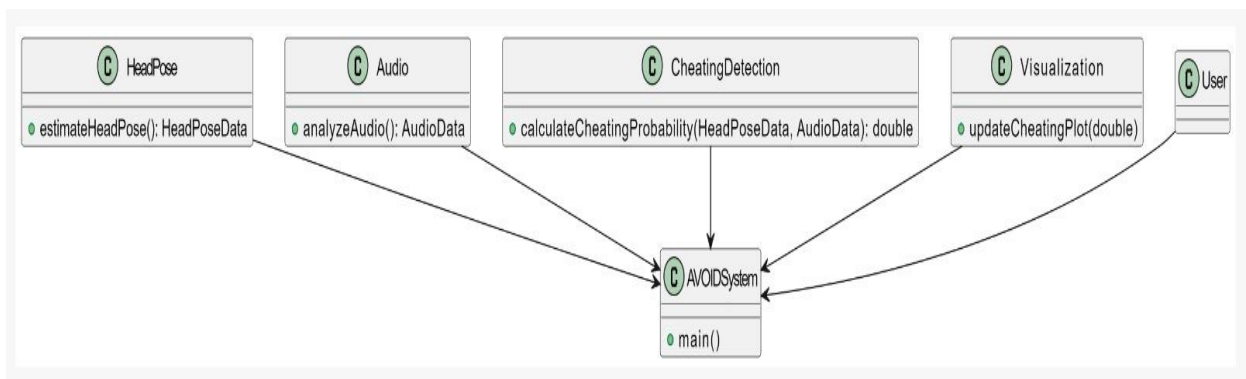 C HeadPose
estimateHeadPose(): HeadPoseData
C Audio
analyzeAudio(): AudioData
C CheatingDetection
calculateCheatingProbability(HeadPoseData, AudioData): double
C Visualization
updateCheatingPlot(double)
C User
C AVOIDSystem
main()